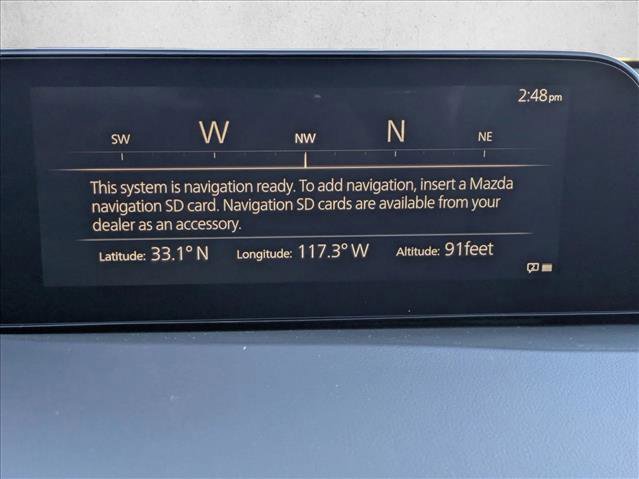 2:48pm
SW W NW N NE
This system is navigation ready. To add navigation, insert a Mazda
navigation SD card. Navigation SD cards are available from your
dealer as an accessory.
Latitude: 33.1° N Longitude: 117.3° W Altitude: 91feet